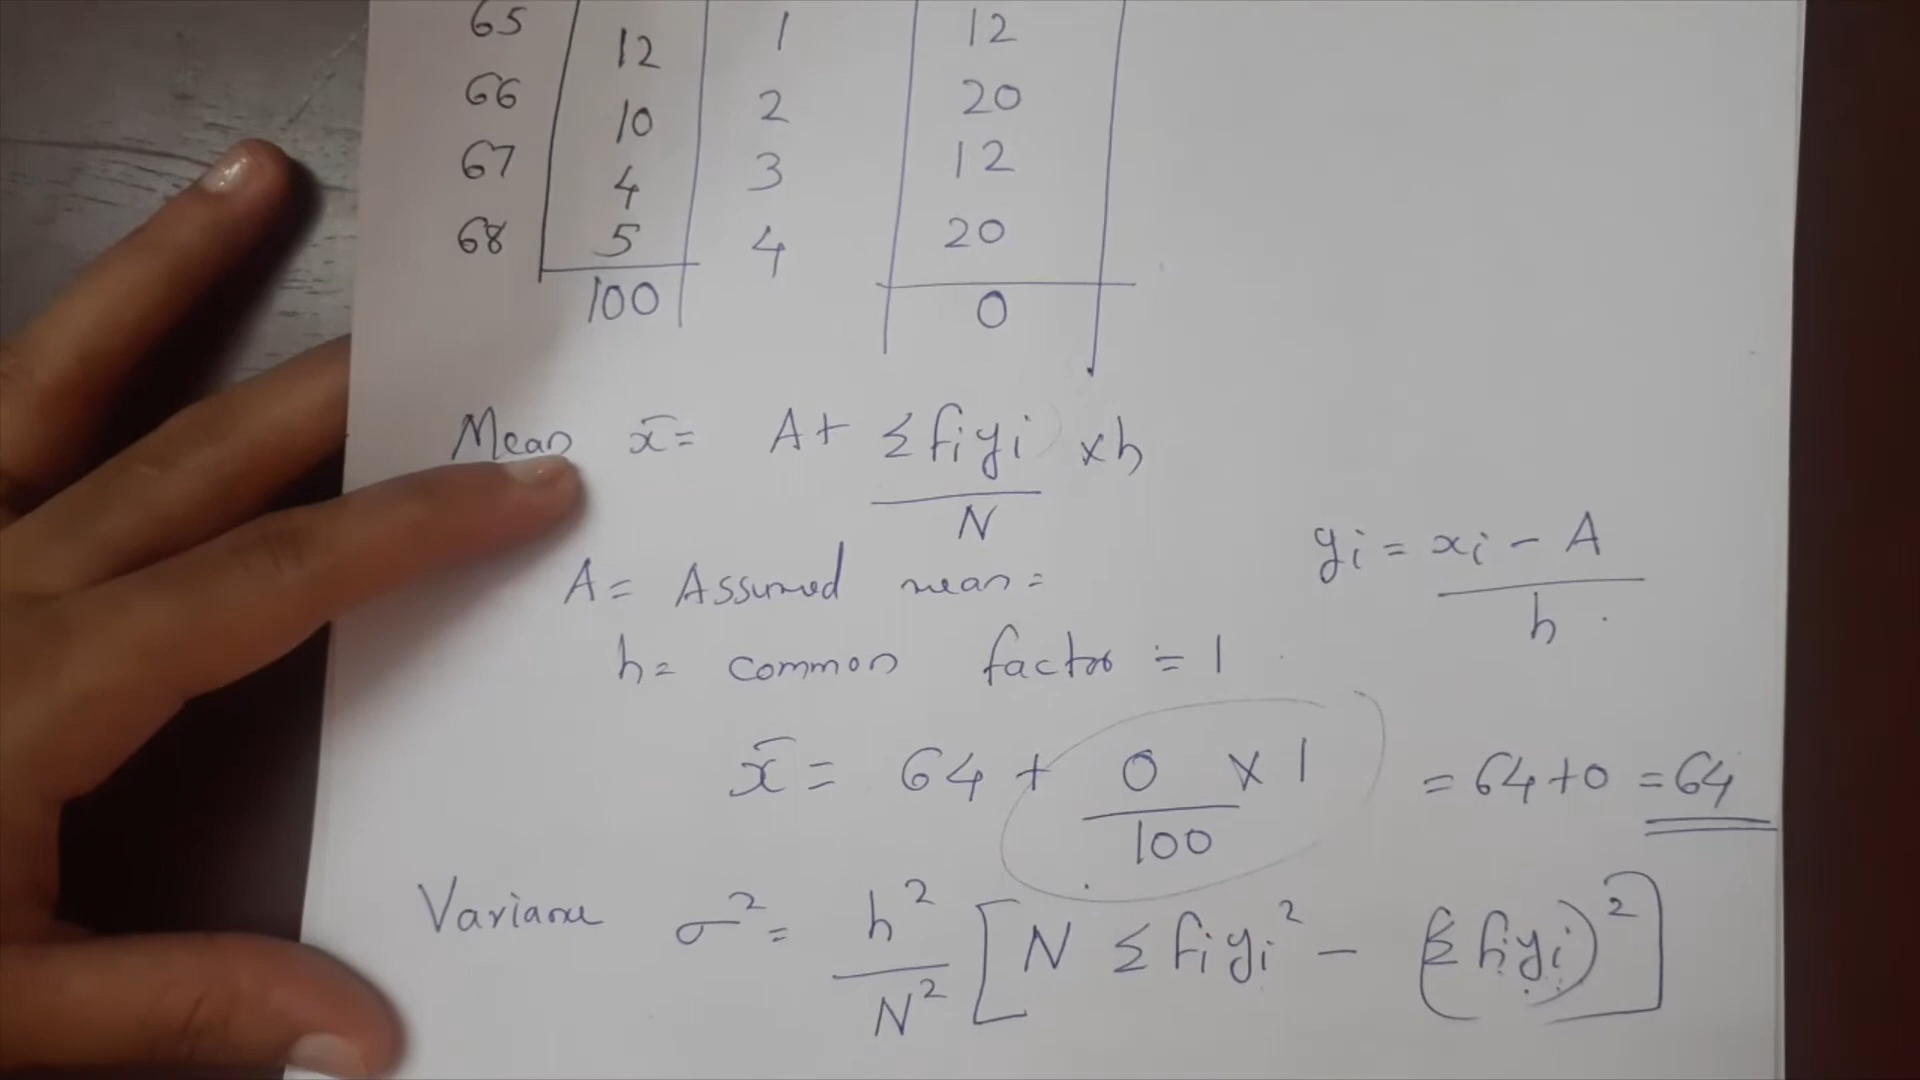 65 12 1 12
66 10 2 20
67 4 3 12
68 5 4 20
100 0
Mean x̄ = A + Σfiyi / N × h
A = Assumed mean =
yi = xi - A / h
h = common factor = 1
x̄ = 64 + 0 / 100 × 1 = 64 + 0 = 64
Variance σ² = h² / N² [N Σfiyi² - (Σfiyi)²]